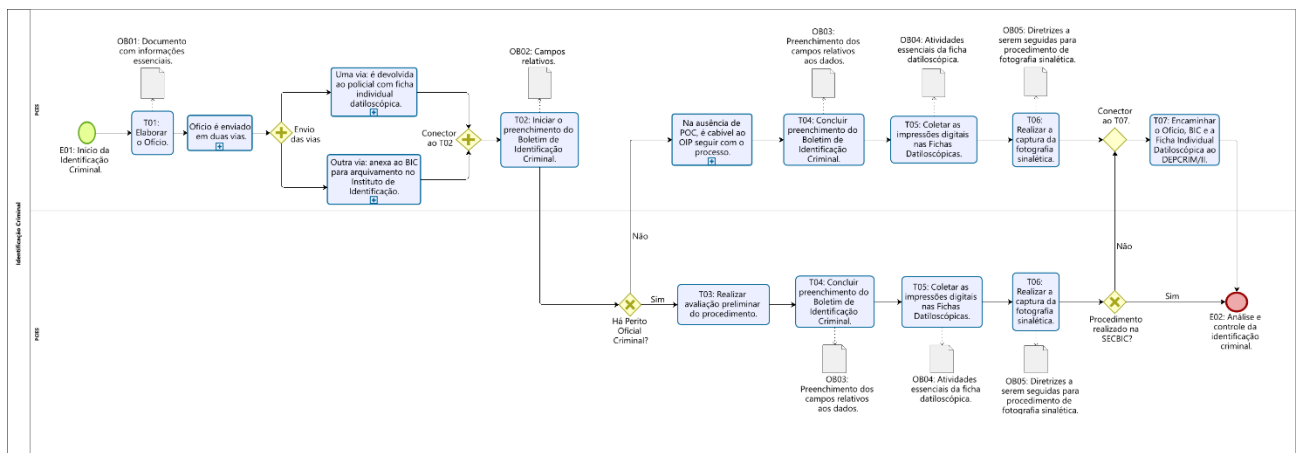 Identificação Criminal
PCES
OB01: Documento
com informações
essenciais.
E01: Início da
Identificação
Criminal.
T01:
Elaborar
o Ofício.
Ofício é enviado
em duas vias.
Envio
das vias
Uma via: é devolvida
ao policial com ficha
individual
datiloscópica.
Outra via: anexa ao BIC
para arquivamento no
Instituto de
Identificação.
Conector
ao T02
OB02: Campos
relativos.
T02: Iniciar o
preenchimento do
Boletim de
Identificação
Criminal.
Na ausência de
POC, é cabível ao
OIP seguir com o
processo.
OB03:
Preenchimento dos
campos relativos
aos dados.
T04: Concluir
preenchimento do
Boletim de
Identificação
Criminal.
OB04: Atividades
essenciais da ficha
datiloscópica.
T05: Coletar as
impressões digitais
nas Fichas
Datiloscópicas.
OB05: Diretrizes a
serem seguidas para
procedimento de
fotografia sinalética.
T06:
Realizar a
captura da
fotografia
sinalética.
Conector
ao T07.
T07: Encaminhar
o Ofício, BIC e a
Ficha Individual
Datiloscópica ao
DEPCRIM/II.
Não
Não
Há Perito
Oficial
Criminal?
Sim
T03: Realizar
avaliação preliminar
do procedimento.
T04: Concluir
preenchimento do
Boletim de
Identificação
Criminal.
OB03:
Preenchimento dos
campos relativos
aos dados.
T05: Coletar as
impressões digitais
nas Fichas
Datiloscópicas.
OB04: Atividades
essenciais da ficha
datiloscópica.
T06:
Realizar a
captura da
fotografia
sinalética.
OB05: Diretrizes a
serem seguidas para
procedimento de
fotografia sinalética.
Procedimento
realizado na
SECBIC?
Sim
E02: Análise e
controle da
identificação
criminal.